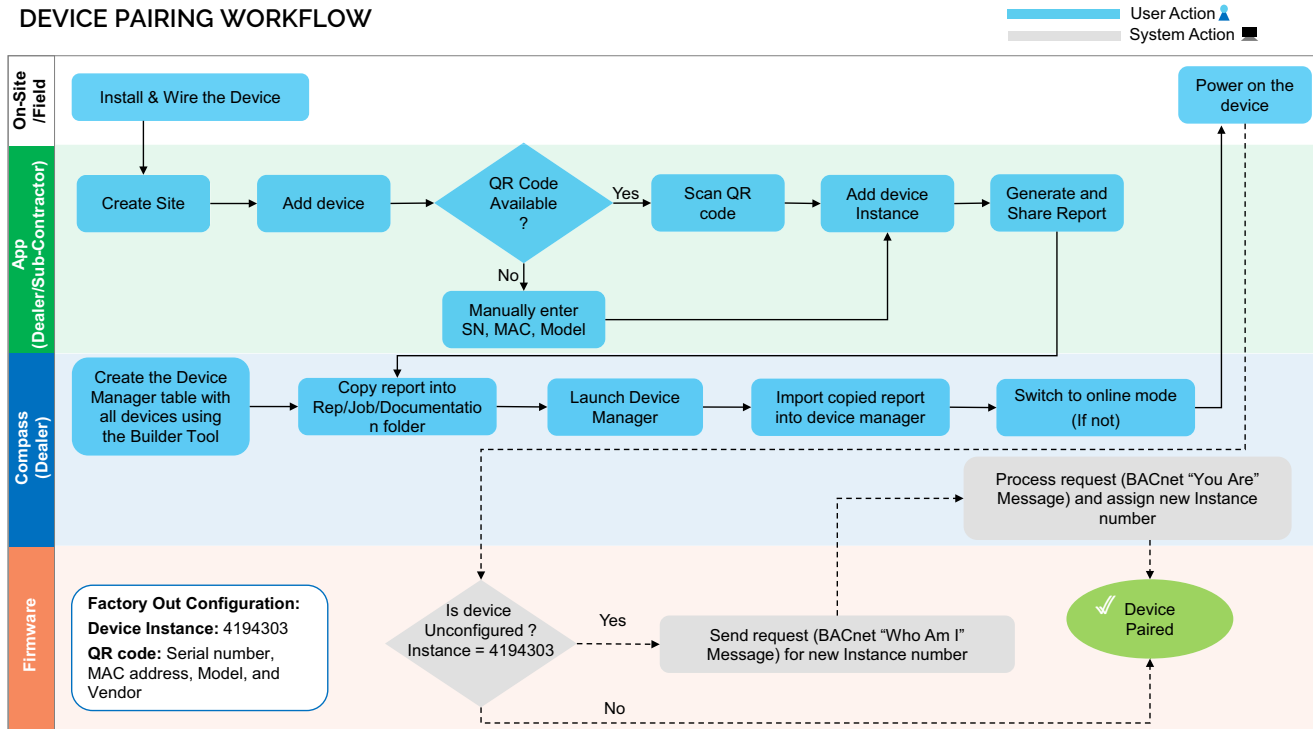 DEVICE PAIRING WORKFLOW
User Action
System Action
On-Site
/Field
Install & Wire the Device
Power on the
device
App
(Dealer/Sub-Contractor)
Create Site
Add device
QR Code
Available
?
Yes
Scan QR
code
Add device
Instance
Generate and
Share Report
No
Manually enter
SN, MAC, Model
Compass
(Dealer)
Create the Device
Manager table with
all devices using
the Builder Tool
Copy report into
Rep/Job/Documentatio
n folder
Launch Device
Manager
Import copied report
into device manager
Switch to online mode
(If not)
Process request (BACnet “You Are”
Message) and assign new Instance
number
Firmware
Factory Out Configuration:
Device Instance: 4194303
QR code: Serial number,
MAC address, Model, and
Vendor
Is device
Unconfigured ?
Instance = 4194303
Yes
Send request (BACnet “Who Am I”
Message) for new Instance number
Device
Paired
No